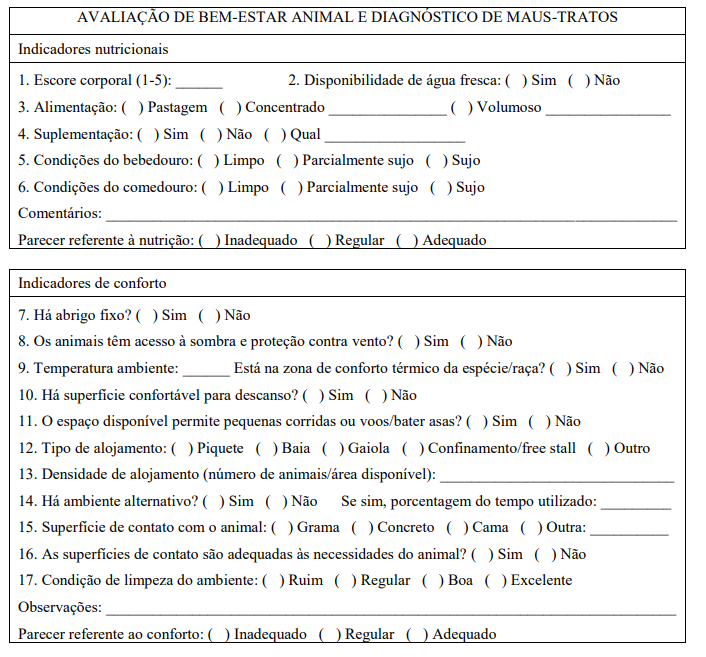 AVALIAÇÃO DE BEM-ESTAR ANIMAL E DIAGNÓSTICO DE MAUS-TRATOS
Indicadores nutricionais
1. Escore corporal (1-5): ______ 2. Disponibilidade de água fresca: ( ) Sim ( ) Não
3. Alimentação: ( ) Pastagem ( ) Concentrado _______________ ( ) Volumoso ________________
4. Suplementação: ( ) Sim ( ) Não ( ) Qual __________________
5. Condições do bebedouro: ( ) Limpo ( ) Parcialmente sujo ( ) Sujo
6. Condições do comedouro: ( ) Limpo ( ) Parcialmente sujo ( ) Sujo
Comentários: _________________________________________________________________________
Parecer referente à nutrição: ( ) Inadequado ( ) Regular ( ) Adequado
Indicadores de conforto
7. Há abrigo fixo? ( ) Sim ( ) Não
8. Os animais têm acesso à sombra e proteção contra vento? ( ) Sim ( ) Não
9. Temperatura ambiente: ______ Está na zona de conforto térmico da espécie/raça? ( ) Sim ( ) Não
10. Há superfície confortável para descanso? ( ) Sim ( ) Não
11. O espaço disponível permite pequenas corridas ou voos/bater asas? ( ) Sim ( ) Não
12. Tipo de alojamento: ( ) Piquete ( ) Baia ( ) Gaiola ( ) Confinamento/free stall ( ) Outro
13. Densidade de alojamento (número de animais/área disponível): ______________________________
14. Há ambiente alternativo? ( ) Sim ( ) Não Se sim, porcentagem do tempo utilizado: _________
15. Superfície de contato com o animal: ( ) Grama ( ) Concreto ( ) Cama ( ) Outra: __________
16. As superfícies de contato são adequadas às necessidades do animal? ( ) Sim ( ) Não
17. Condição de limpeza do ambiente: ( ) Ruim ( ) Regular ( ) Boa ( ) Excelente
Observações: _________________________________________________________________________
Parecer referente ao conforto: ( ) Inadequado ( ) Regular ( ) Adequado